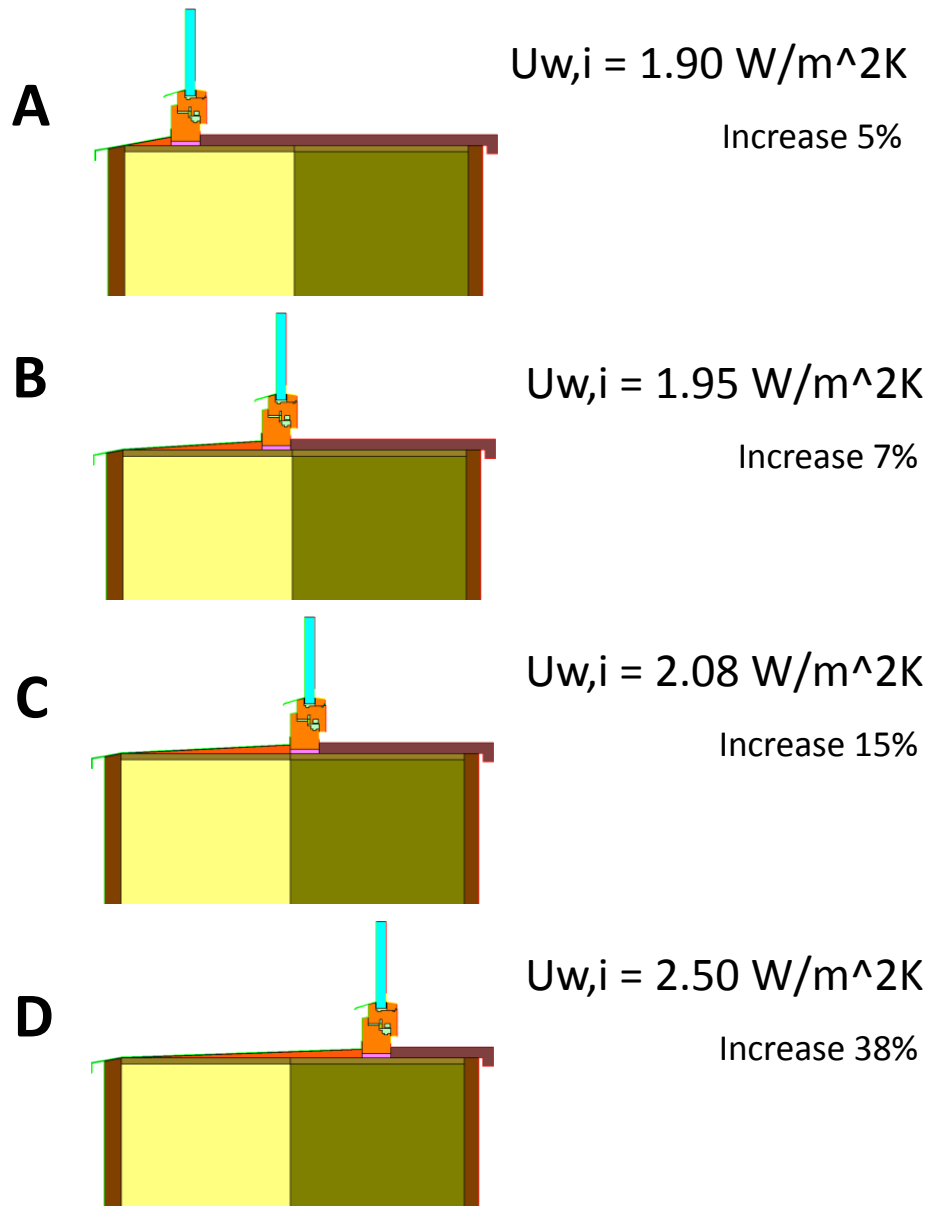 A
Uw,i = 1.90 W/m^2K
Increase 5%
B
Uw,i = 1.95 W/m^2K
Increase 7%
C
Uw,i = 2.08 W/m^2K
Increase 15%
D
Uw,i = 2.50 W/m^2K
Increase 38%